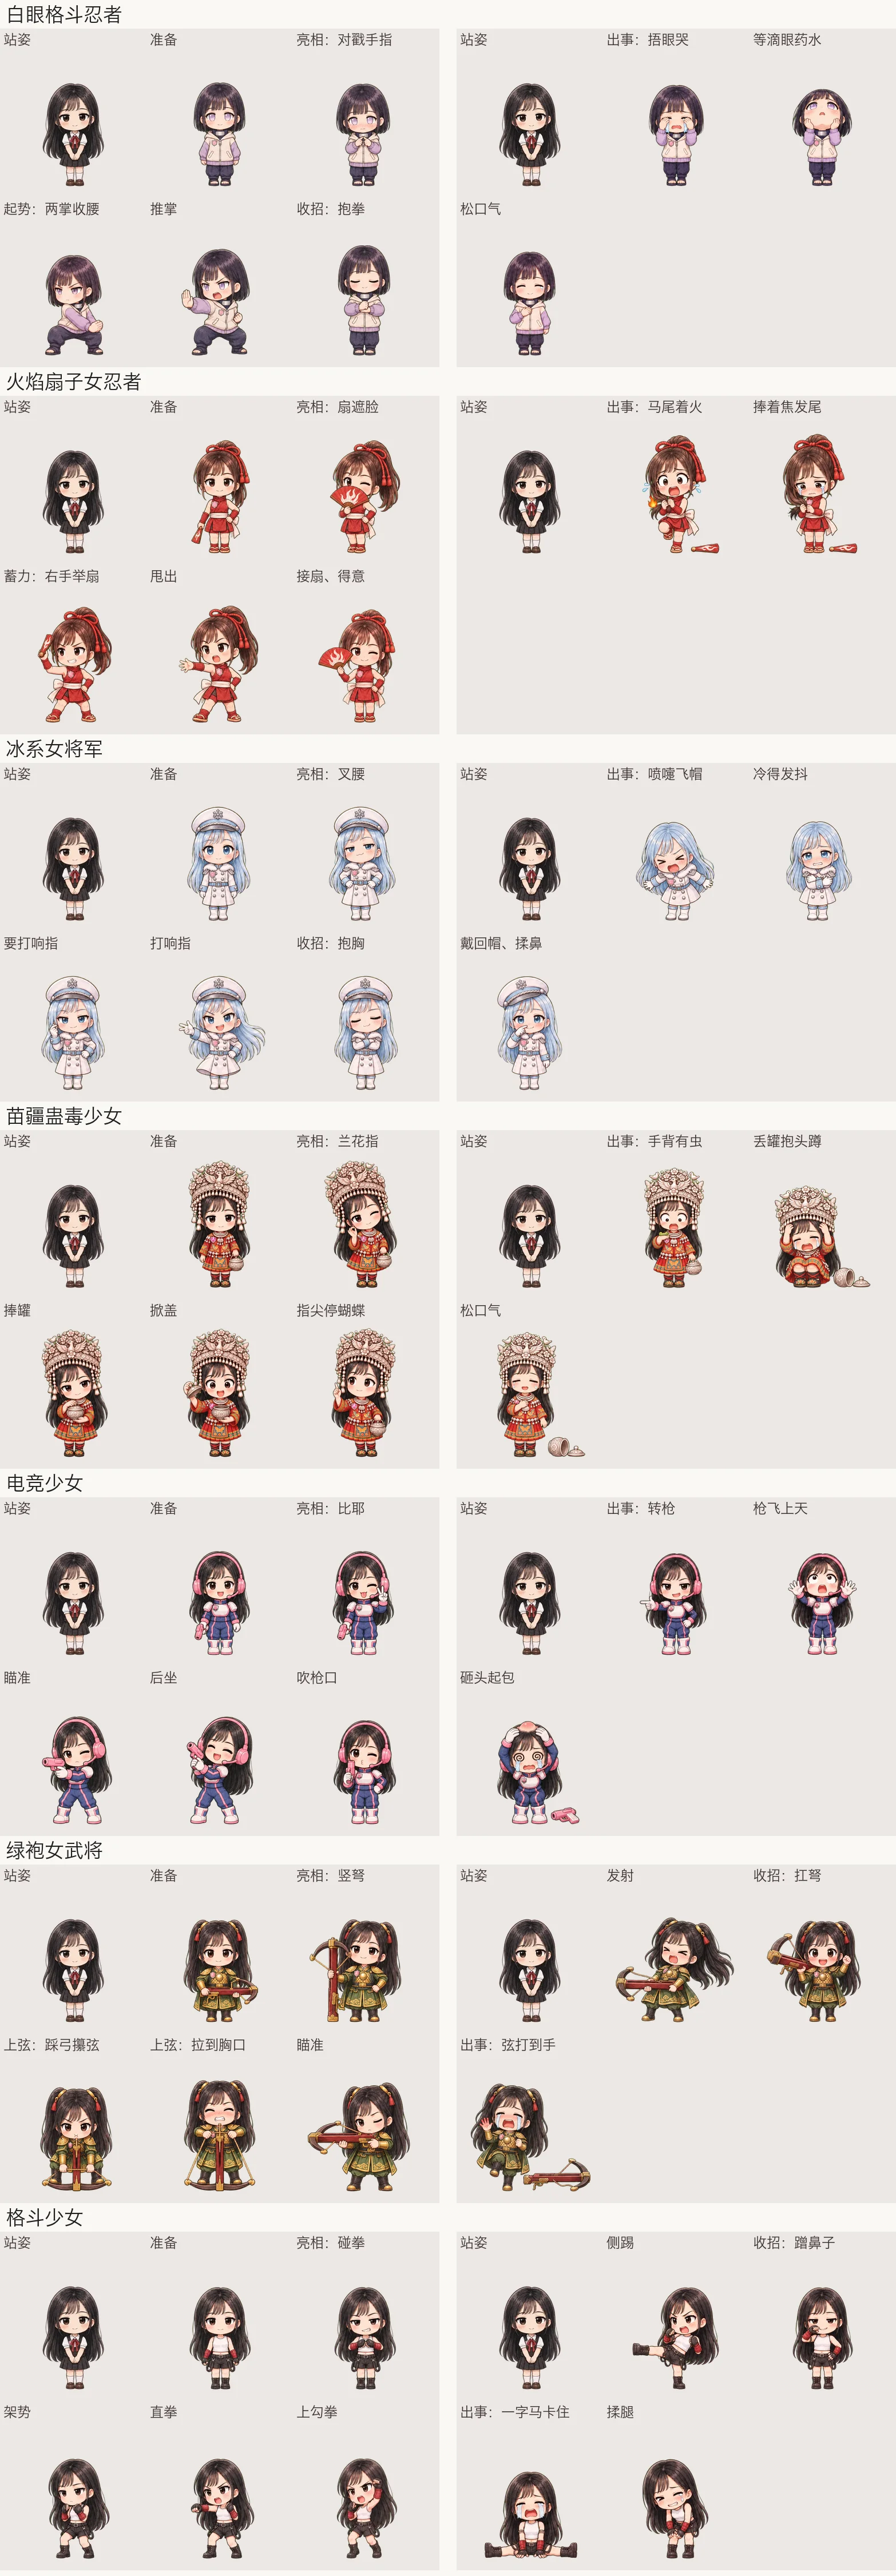 白眼格斗忍者
站姿 准备 亮相：对戳手指 站姿 出事：捂眼哭 等滴眼药水
起势：两掌收腰 推掌 收招：抱拳 松口气
火焰扇子女忍者
站姿 准备 亮相：扇遮脸 站姿 出事：马尾着火 捧着焦发尾
蓄力：右手举扇 甩出 接扇、得意
冰系女将军
站姿 准备 亮相：叉腰 站姿 出事：喷嚏飞帽 冷得发抖
要打响指 打响指 收招：抱胸 戴回帽、揉鼻
苗疆蛊毒少女
站姿 准备 亮相：兰花指 站姿 出事：手背有虫 丢罐抱头蹲
捧罐 掀盖 指尖停蝴蝶 松口气
电竞少女
站姿 准备 亮相：比耶 站姿 出事：转枪 枪飞上天
瞄准 后坐 吹枪口 砸头起包
绿袍女武将
站姿 准备 亮相：竖弩 站姿 发射 收招：扛弩
上弦：踩弓攥弦 上弦：拉到胸口 瞄准 出事：弦打到手
格斗少女
站姿 准备 亮相：碰拳 站姿 侧踢 收招：蹭鼻子
架势 直拳 上勾拳 出事：一字马卡住 揉腿